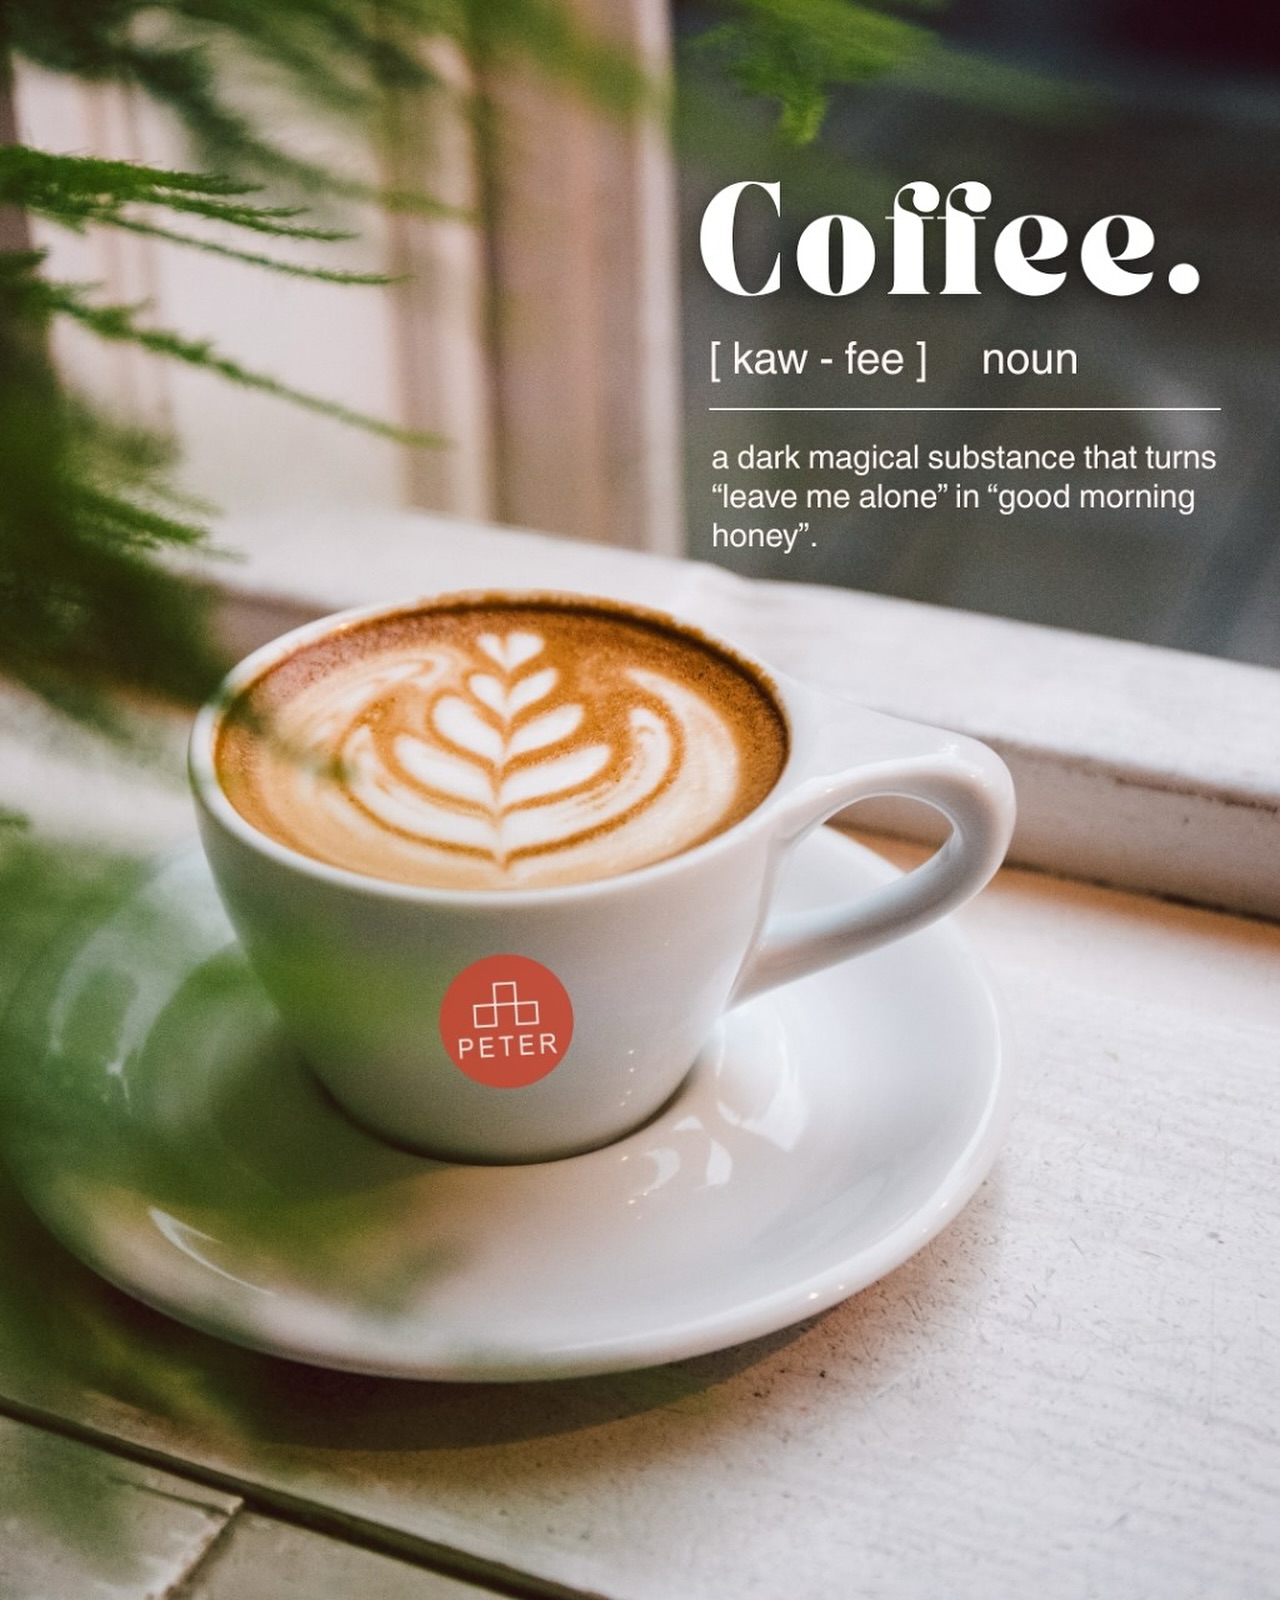 Coffee.
[ kaw - fee ] noun
a dark magical substance that turns
“leave me alone” in “good morning
honey”.
PETER